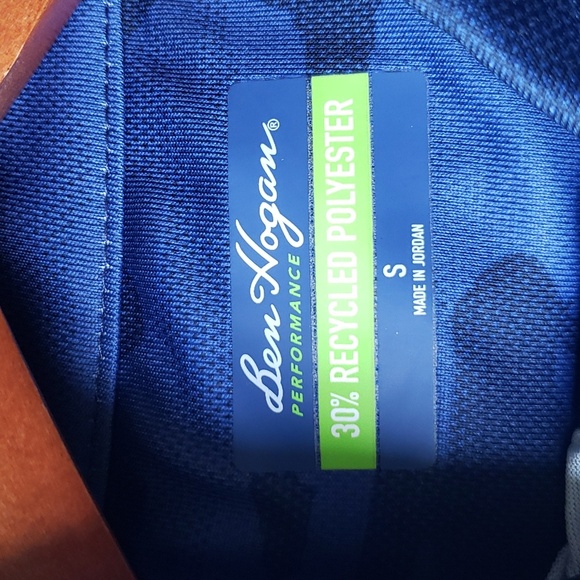 Ben Hogan®
PERFORMANCE
30% RECYCLED POLYESTER
S
MADE IN JORDAN